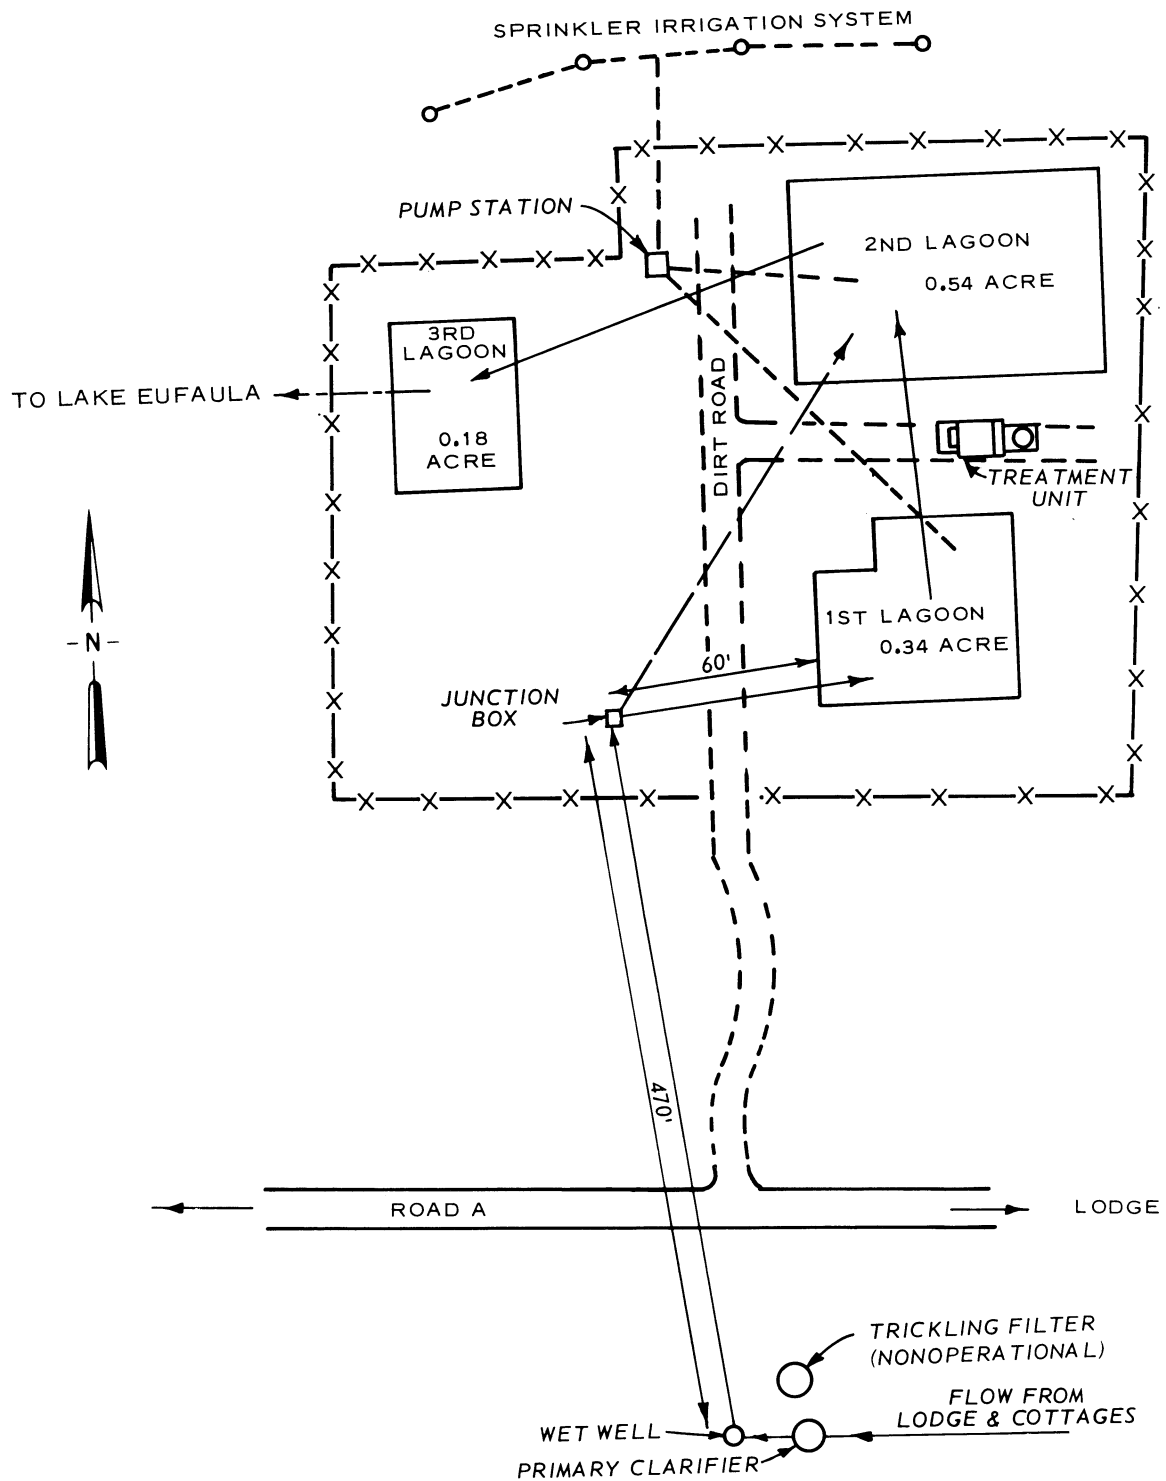 SPRINKLER IRRIGATION SYSTEM
PUMP STATION
2ND LAGOON
0.54 ACRE
3RD
LAGOON
TO LAKE EUFAULA
0.18
ACRE
DIRT ROAD
TREATMENT
UNIT
1ST LAGOON
0.34 ACRE
-N-
60'
JUNCTION
BOX
470'
ROAD A
LODGE
TRICKLING FILTER
(NONOPERATIONAL)
FLOW FROM
LODGE & COTTAGES
WET WELL
PRIMARY CLARIFIER